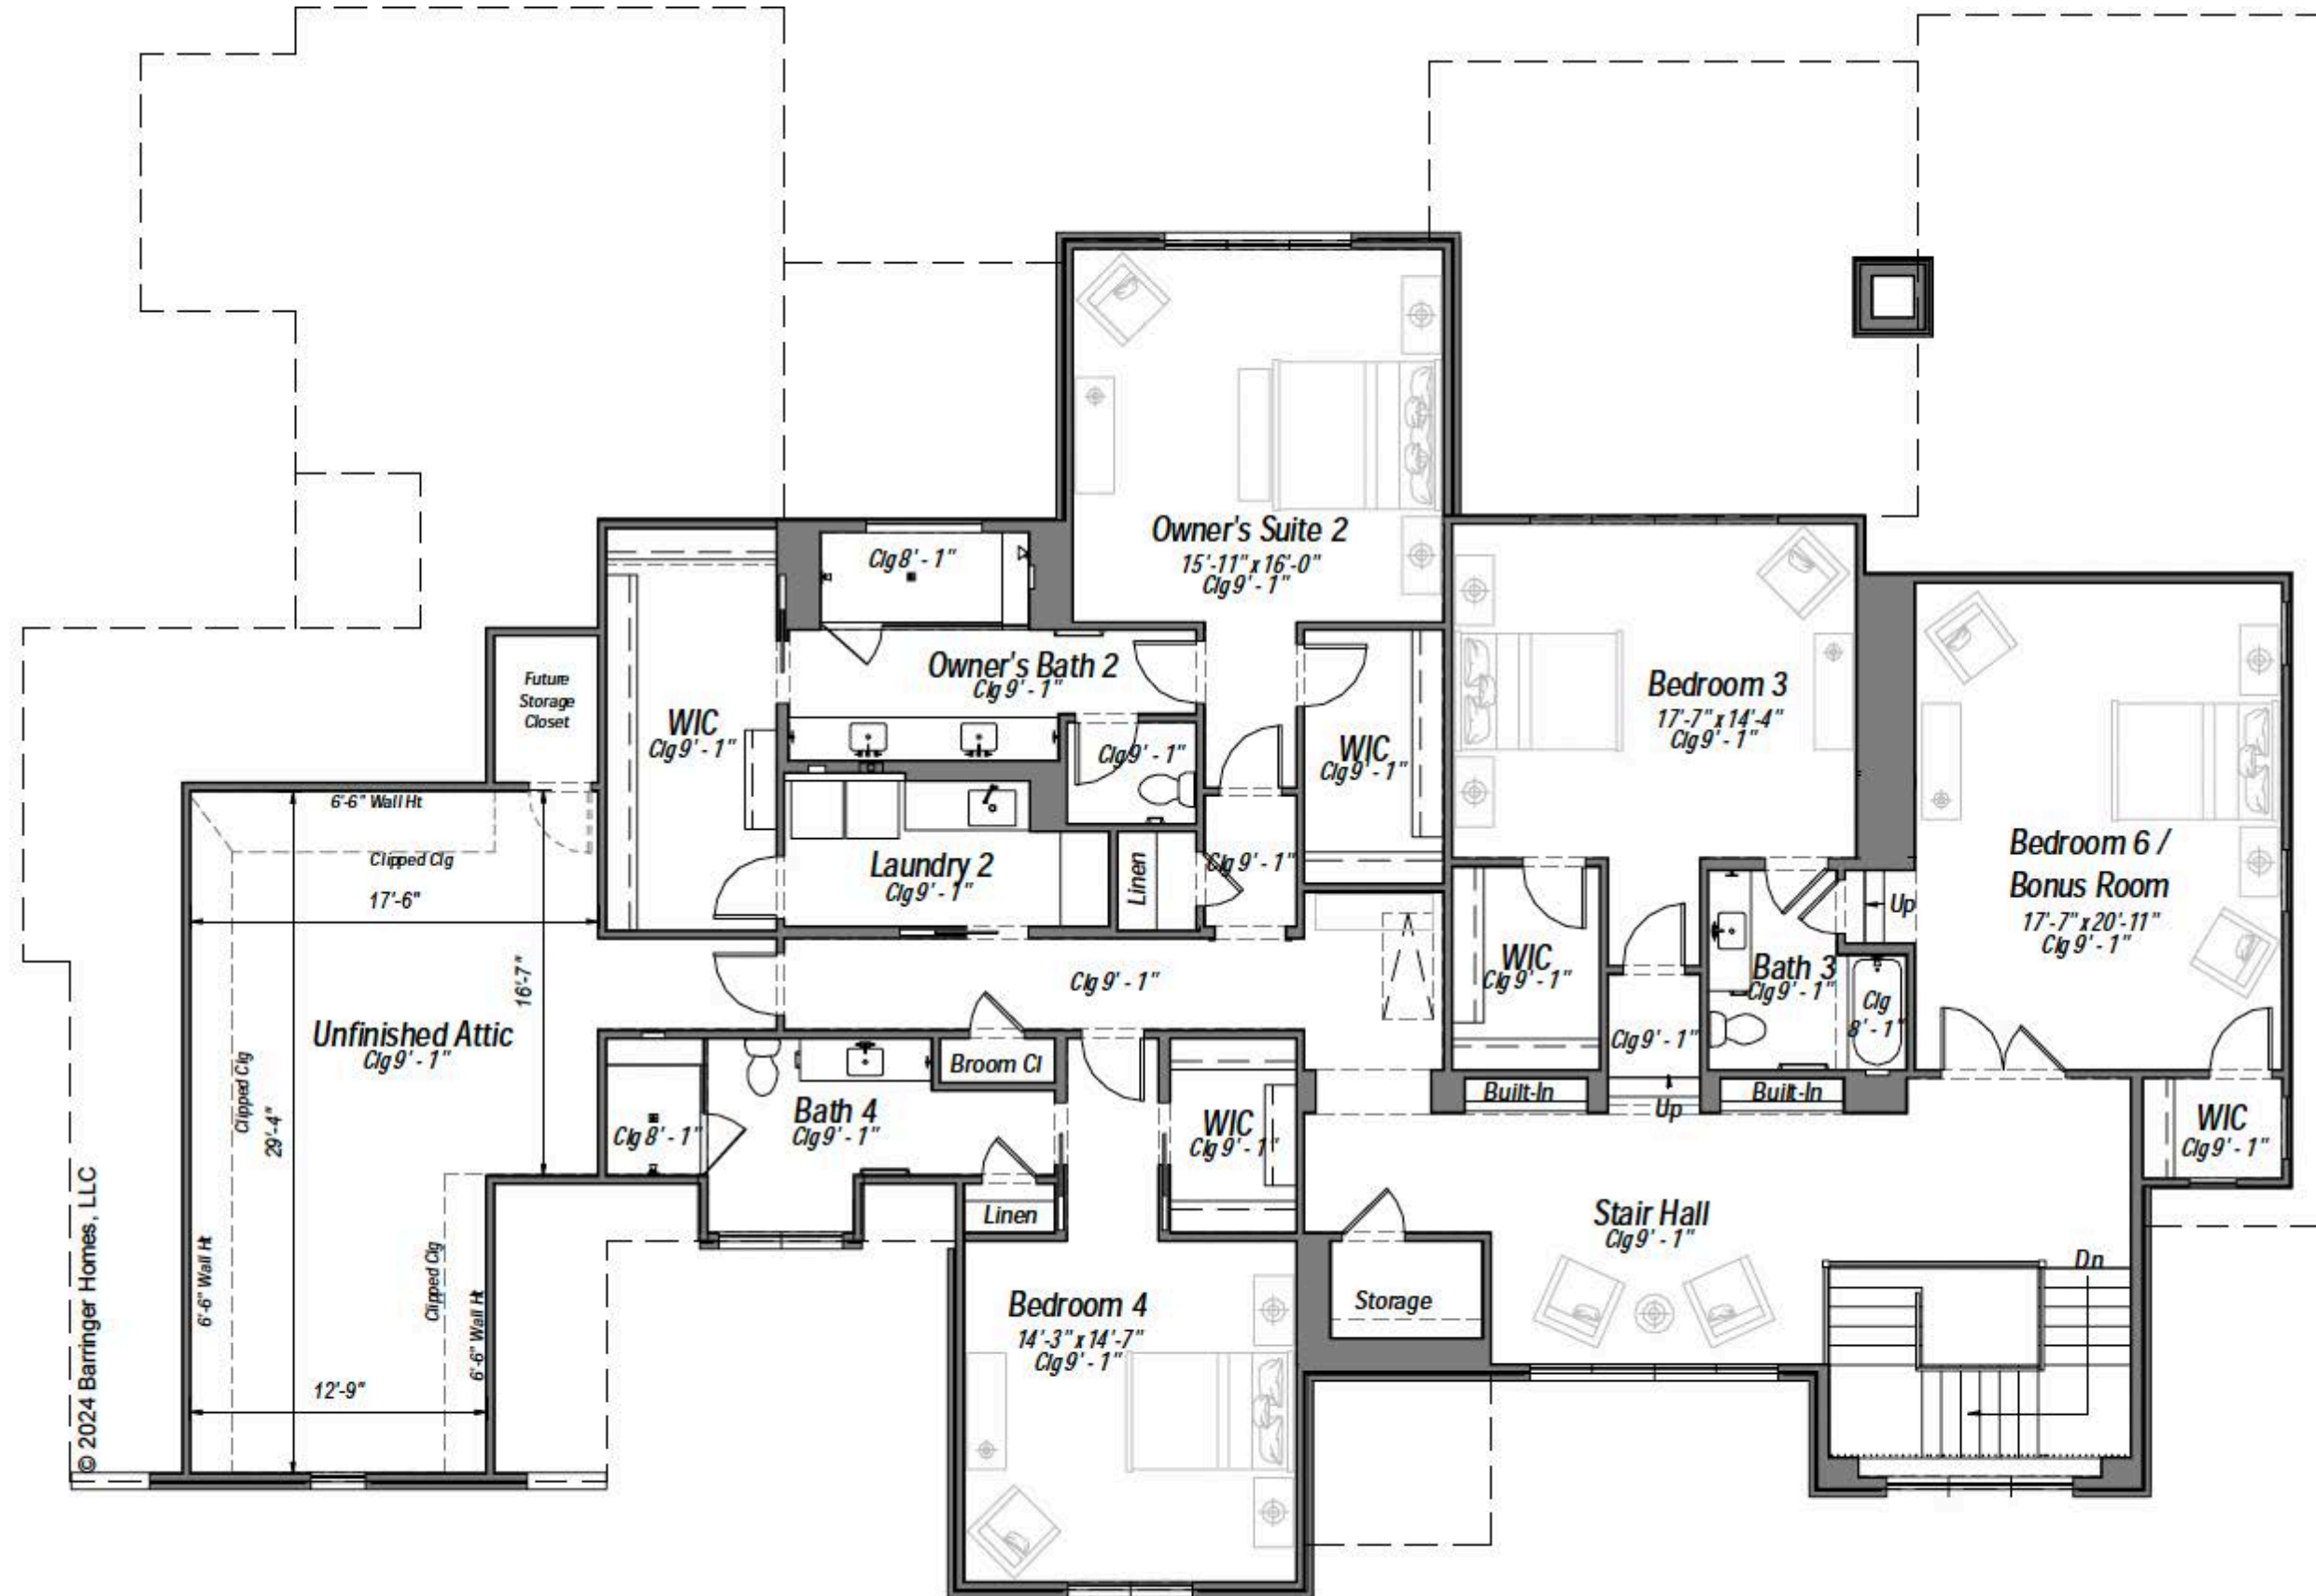 Owner's Suite 2
15'-11" x 16'-0"
Clg 9' - 1"
Clg 8' - 1"
Owner's Bath 2
Clg 9' - 1"
Future
Storage
Closet
WIC
Clg 9' - 1"
Clg 9' - 1"
WIC
Clg 9' - 1"
Bedroom 3
17'-7" x 14'-4"
Clg 9' - 1"
Bedroom 6 /
Bonus Room
17'-7" x 20'-11"
Clg 9' - 1"
6'-6" Wall Ht
Clipped Clg
17'-6"
Laundry 2
Clg 9' - 1"
Linen
Clg 9' - 1"
Up
16'-7"
Clg 9' - 1"
WIC
Clg 9' - 1"
Bath 3
Clg 9' - 1"
Clg
8' - 1"
Unfinished Attic
Clg 9' - 1"
Clg 9' - 1"
Broom Cl
Built-In
Up
Built-In
Clipped Clg
29'-4"
Clg 8' - 1"
Bath 4
Clg 9' - 1"
WIC
Clg 9' - 1"
WIC
Clg 9' - 1"
Linen
Stair Hall
Clg 9' - 1"
6'-6" Wall Ht
Clipped Clg
6'-6" Wall Ht
Dn
Bedroom 4
14'-3" x 14'-7"
Clg 9' - 1"
Storage
12'-9"
© 2024 Barringer Homes, LLC